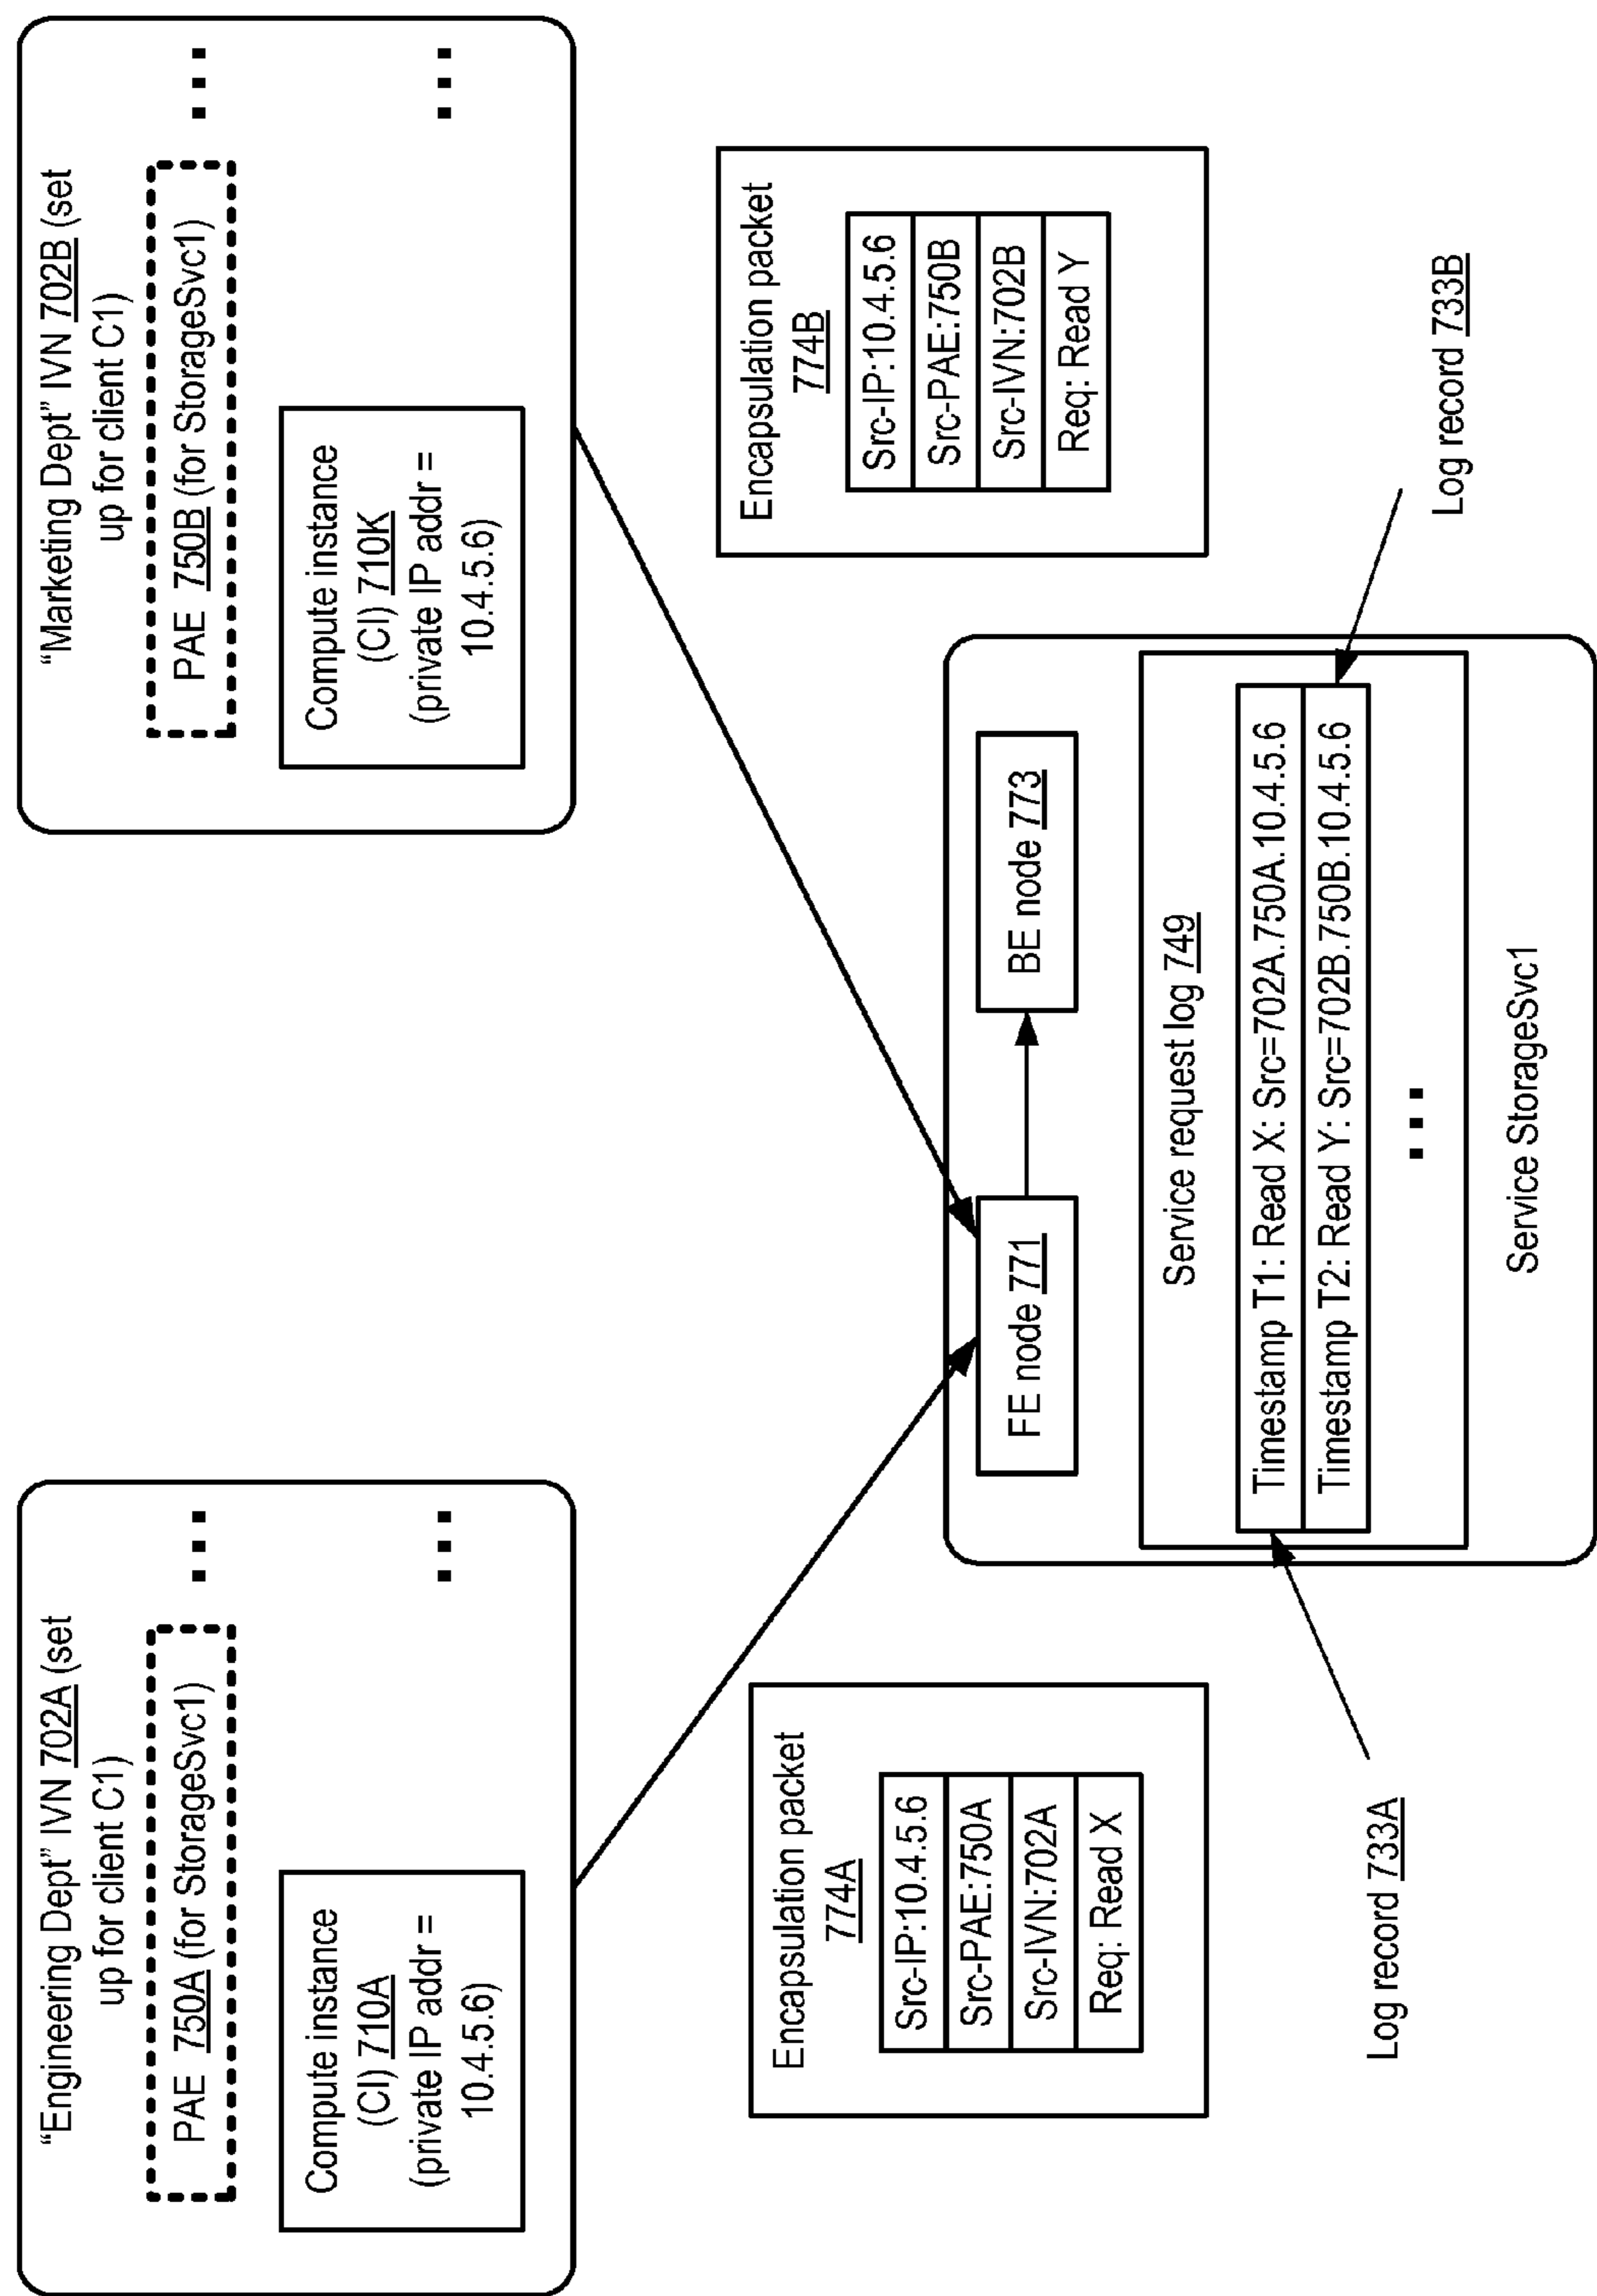 “Engineering Dept” IVN 702A (set
up for client C1)
PAE 750A (for StorageSvc1)
...
Compute instance
(CI) 710A
(private IP addr =
10.4.5.6)
...
“Marketing Dept” IVN 702B (set
up for client C1)
PAE 750B (for StorageSvc1)
...
Compute instance
(CI) 710K
(private IP addr =
10.4.5.6)
...
Encapsulation packet
774A
Src-IP:10.4.5.6
Src-PAE:750A
Src-IVN:702A
Req: Read X
Encapsulation packet
774B
Src-IP:10.4.5.6
Src-PAE:750B
Src-IVN:702B
Req: Read Y
FE node 771
BE node 773
Service request log 749
Timestamp T1: Read X: Src=702A.750A.10.4.5.6
Timestamp T2: Read Y: Src=702B.750B.10.4.5.6
...
Service StorageSvc1
Log record 733A
Log record 733B